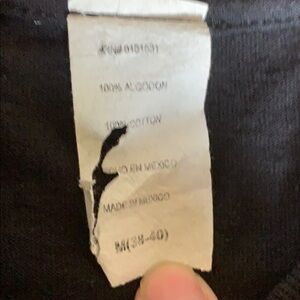 100% ALGODON
100% COTTON
EN MEXICO
MADE IN MEXICO
M(38-40)